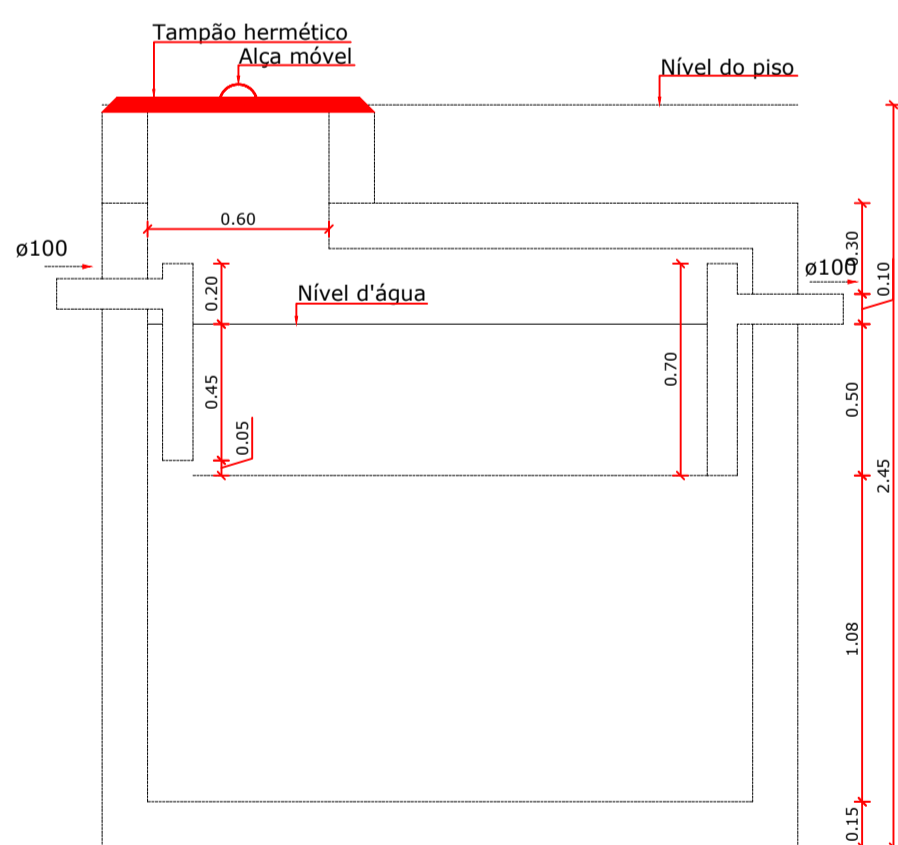 Tampão hermético
Alça móvel
Nível do piso
0.60
ø100
ø100
0.30
0.10
0.20
Nível d'água
0.45
0.70
0.50
0.05
2.45
1.08
0.15